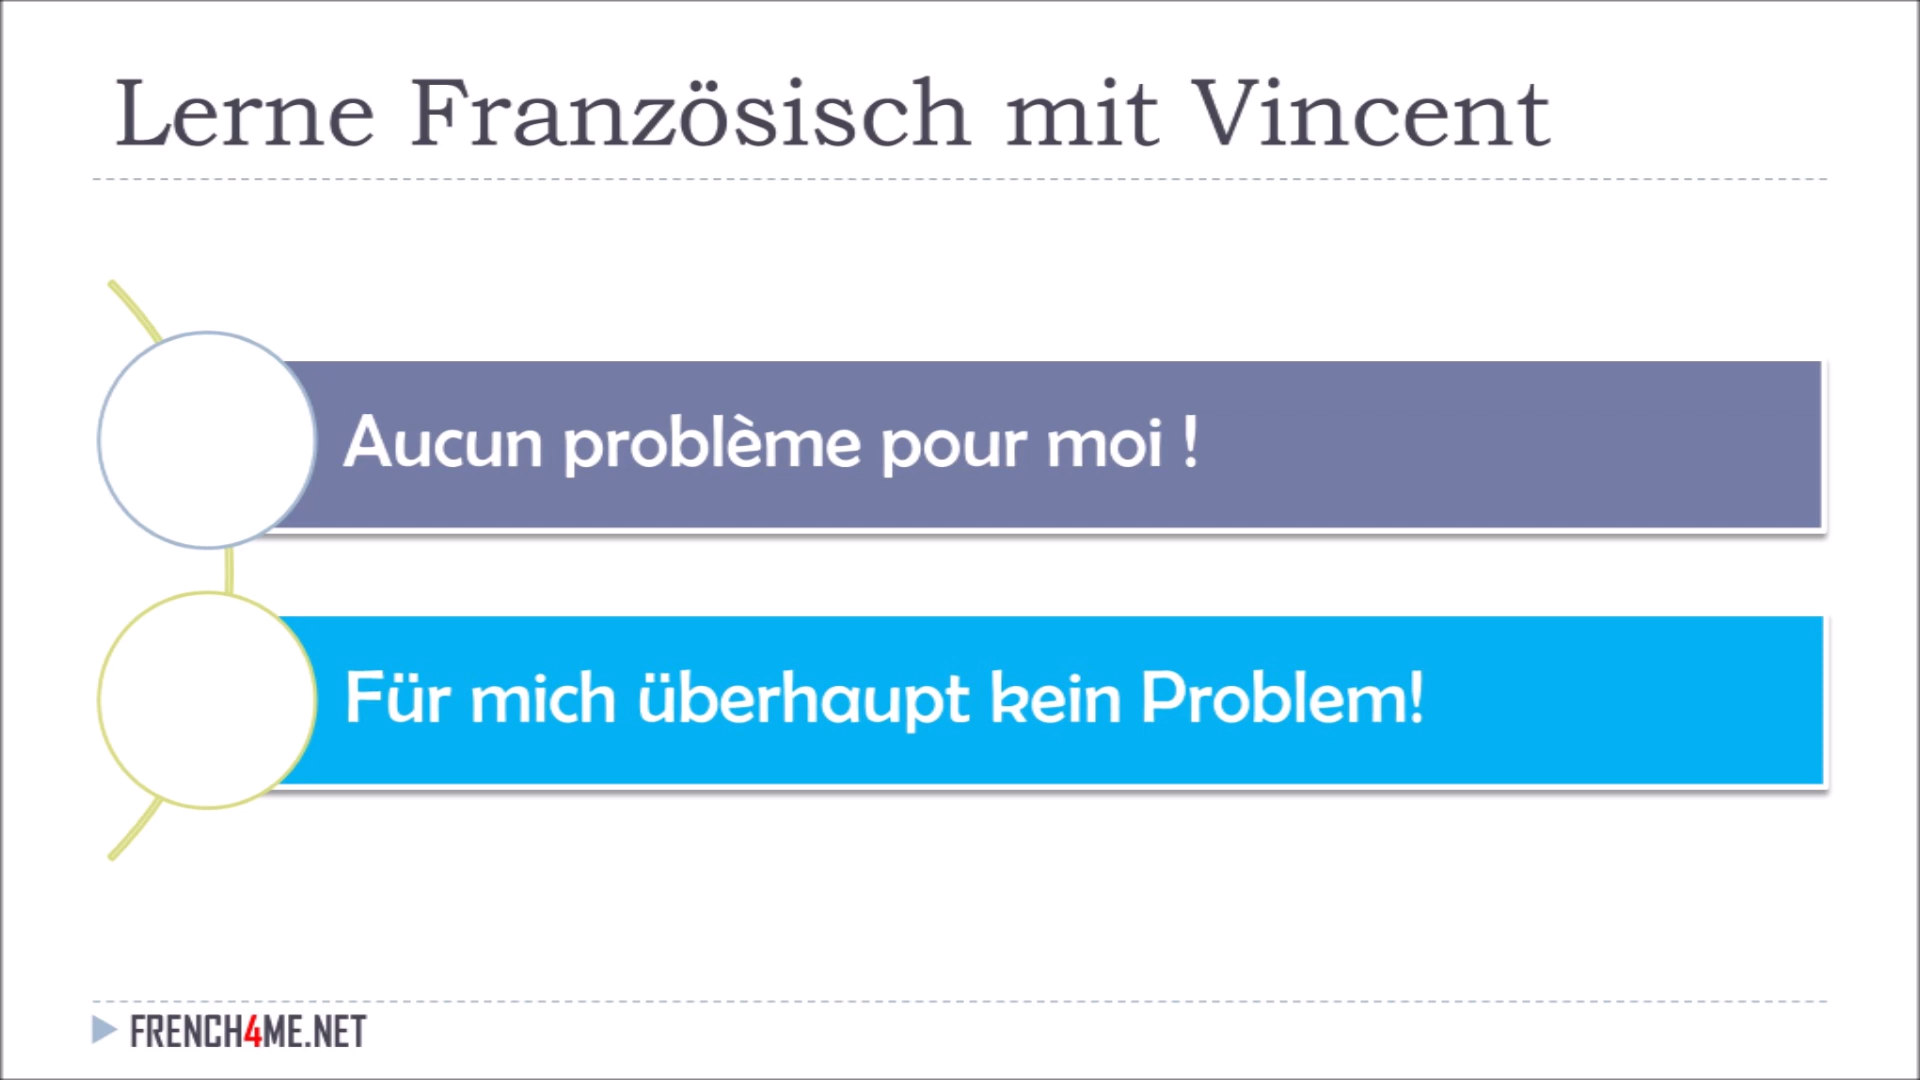 Lerne Französisch mit Vincent
Aucun problème pour moi !
Für mich überhaupt kein Problem!
FRENCH4ME.NET